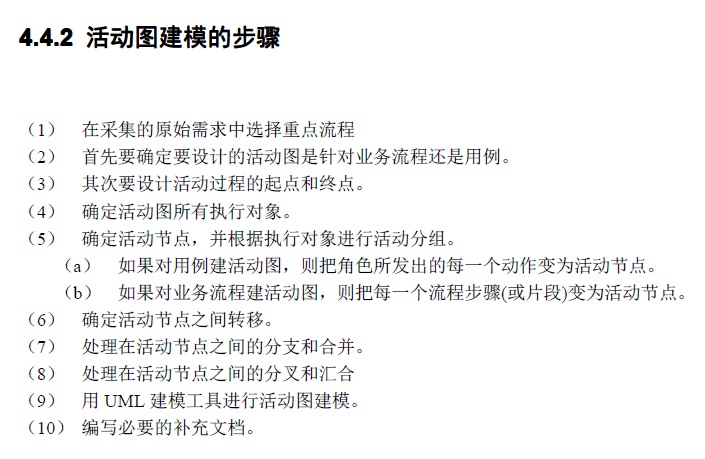 4.4.2 活动图建模的步骤
（1） 在采集的原始需求中选择重点流程
（2） 首先要确定要设计的活动图是针对业务流程还是用例。
（3） 其次要设计活动过程的起点和终点。
（4） 确定活动图所有执行对象。
（5） 确定活动节点，并根据执行对象进行活动分组。
（a） 如果对用例建活动图，则把角色所发出的每一个动作变为活动节点。
（b） 如果对业务流程建活动图，则把每一个流程步骤(或片段)变为活动节点。
（6） 确定活动节点之间转移。
（7） 处理在活动节点之间的分支和合并。
（8） 处理在活动节点之间的分叉和汇合
（9） 用 UML 建模工具进行活动图建模。
（10） 编写必要的补充文档。